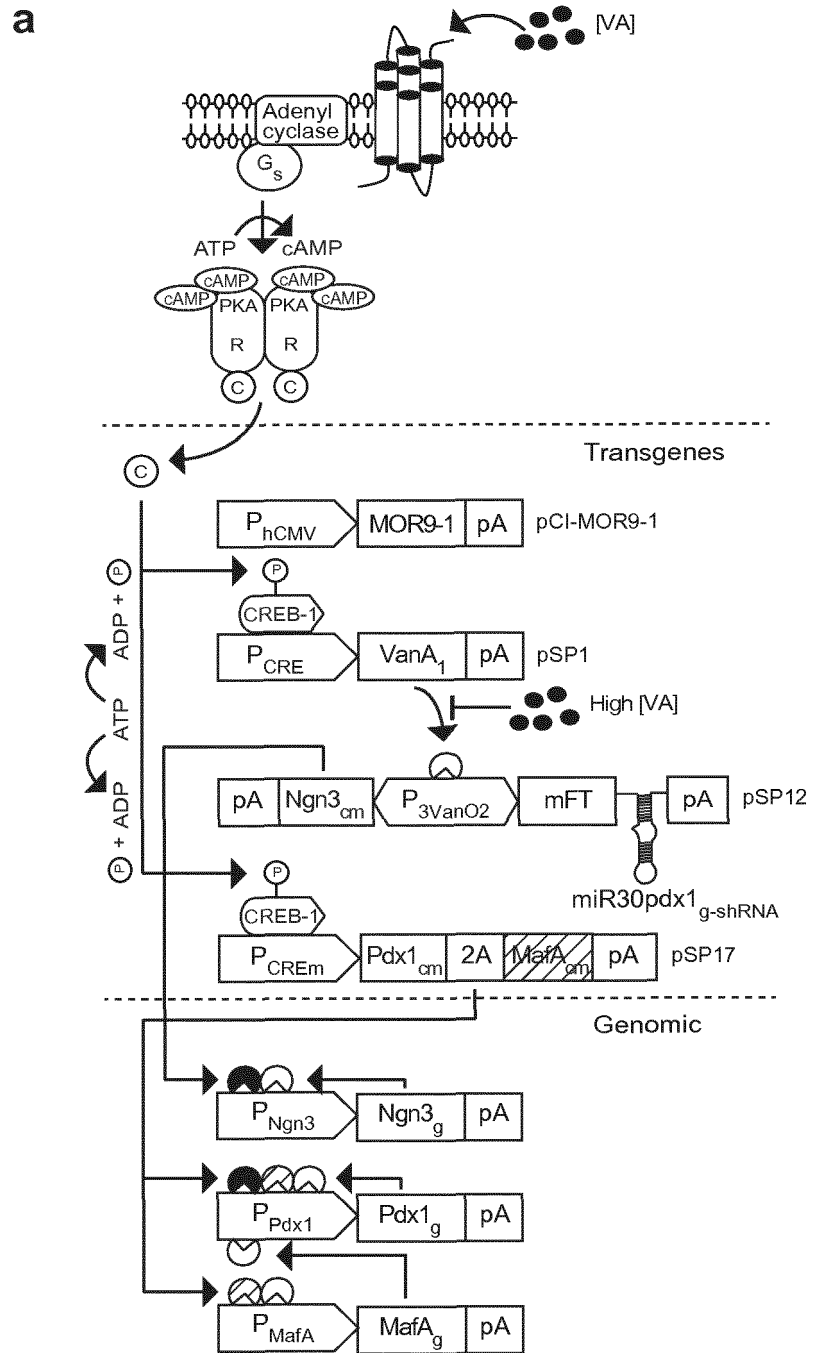 a
[VA]
Adenyl
cyclase
Gs
ATP cAMP
cAMP cAMP
cAMP cAMP
PKA PKA
R R
C C
Transgenes
C
PhCMV MOR9-1 pA pCI-MOR9-1
P
CREB-1
PCRE VanA1 pA pSP1
High [VA]
ADP + P
ATP
P + ADP
pA Ngn3cm P3VanO2 mFT pA pSP12
miR30pdx1g-shRNA
P
CREB-1
PCREm Pdx1cm 2A MafAcm pA pSP17
Genomic
PNgn3 Ngn3g pA
PPdx1 Pdx1g pA
PMafA MafAg pA